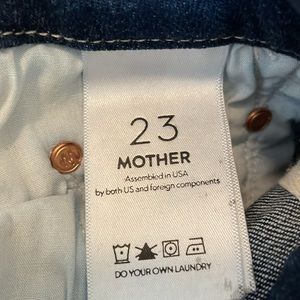 23
MOTHER
Assembled in USA
by both US and foreign components
DO YOUR OWN LAUNDRY